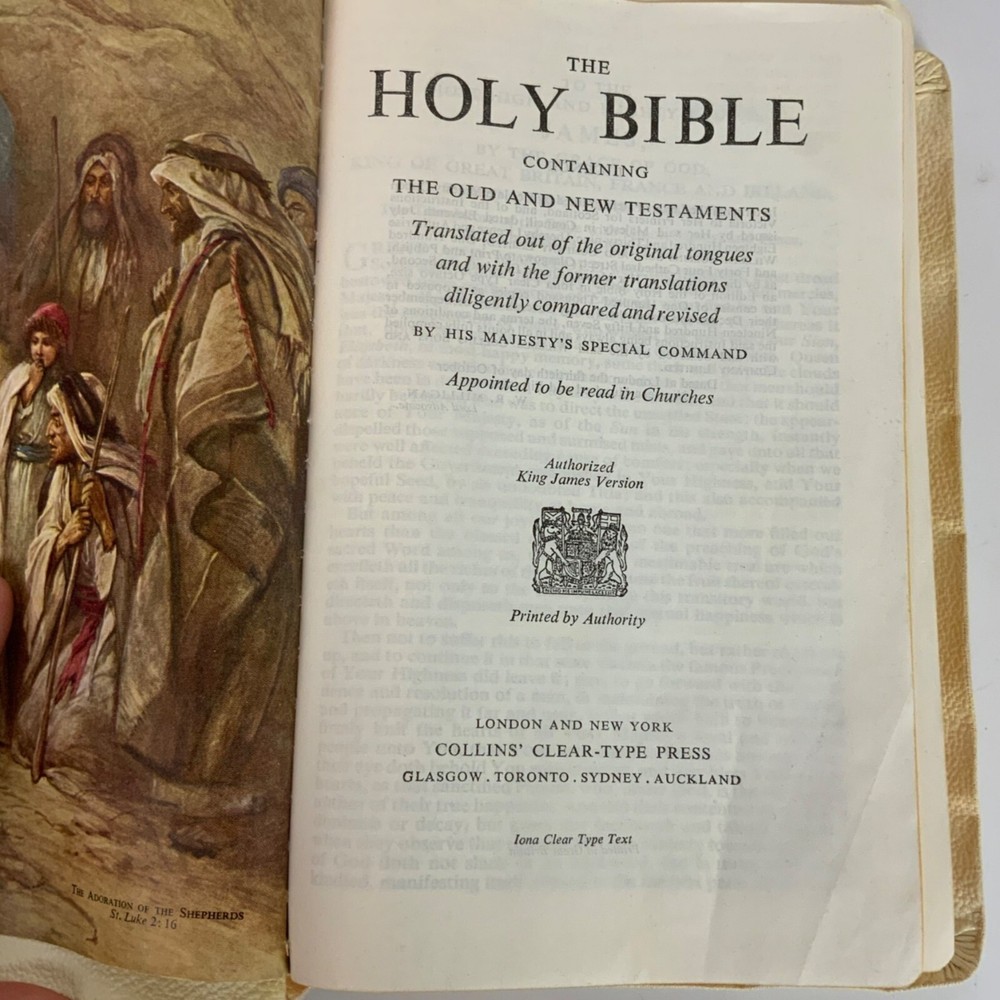 THE ADORATION OF THE SHEPHERDS
St. Luke 2: 16
THE
HOLY BIBLE
CONTAINING
THE OLD AND NEW TESTAMENTS
Translated out of the original tongues
and with the former translations
diligently compared and revised
BY HIS MAJESTY'S SPECIAL COMMAND
Appointed to be read in Churches
Authorized
King James Version
Printed by Authority
LONDON AND NEW YORK
COLLINS' CLEAR-TYPE PRESS
GLASGOW . TORONTO . SYDNEY . AUCKLAND
Iona Clear Type Text